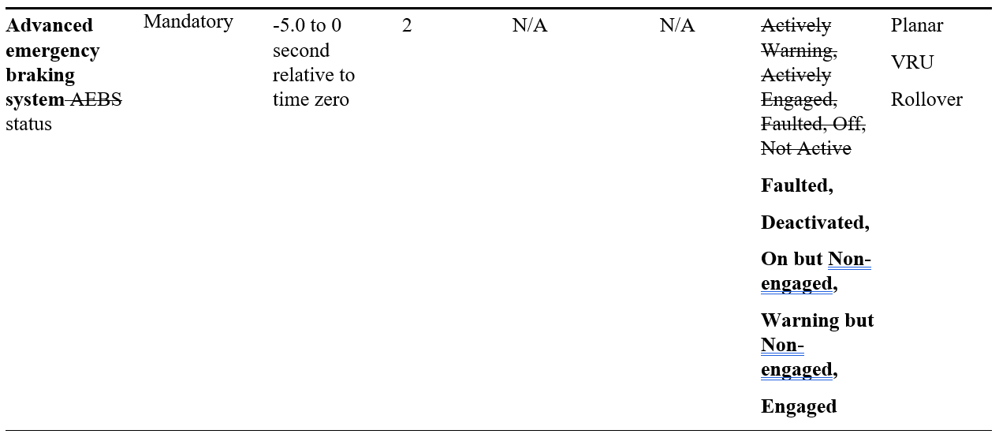 Advanced
emergency
braking
system AEBS
status
Mandatory
-5.0 to 0
second
relative to
time zero
2
N/A
N/A
Actively
Warning,
Actively
Engaged,
Faulted, Off,
Not Active
Faulted,
Deactivated,
On but Non-
engaged,
Warning but
Non-
engaged,
Engaged
Planar
VRU
Rollover